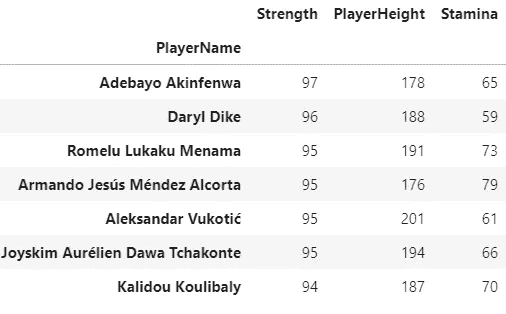 Strength PlayerHeight Stamina
PlayerName
Adebayo Akinfenwa 97 178 65
Daryl Dike 96 188 59
Romelu Lukaku Menama 95 191 73
Armando Jesús Méndez Alcorta 95 176 79
Aleksandar Vukotić 95 201 61
Joyskim Aurélien Dawa Tchakonte 95 194 66
Kalidou Koulibaly 94 187 70